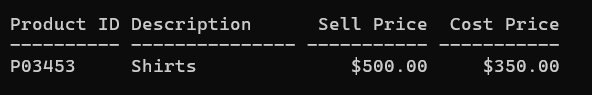 Product ID Description      Sell Price  Cost Price
---------- --------------- ----------- -----------
P03453     Shirts              $500.00     $350.00